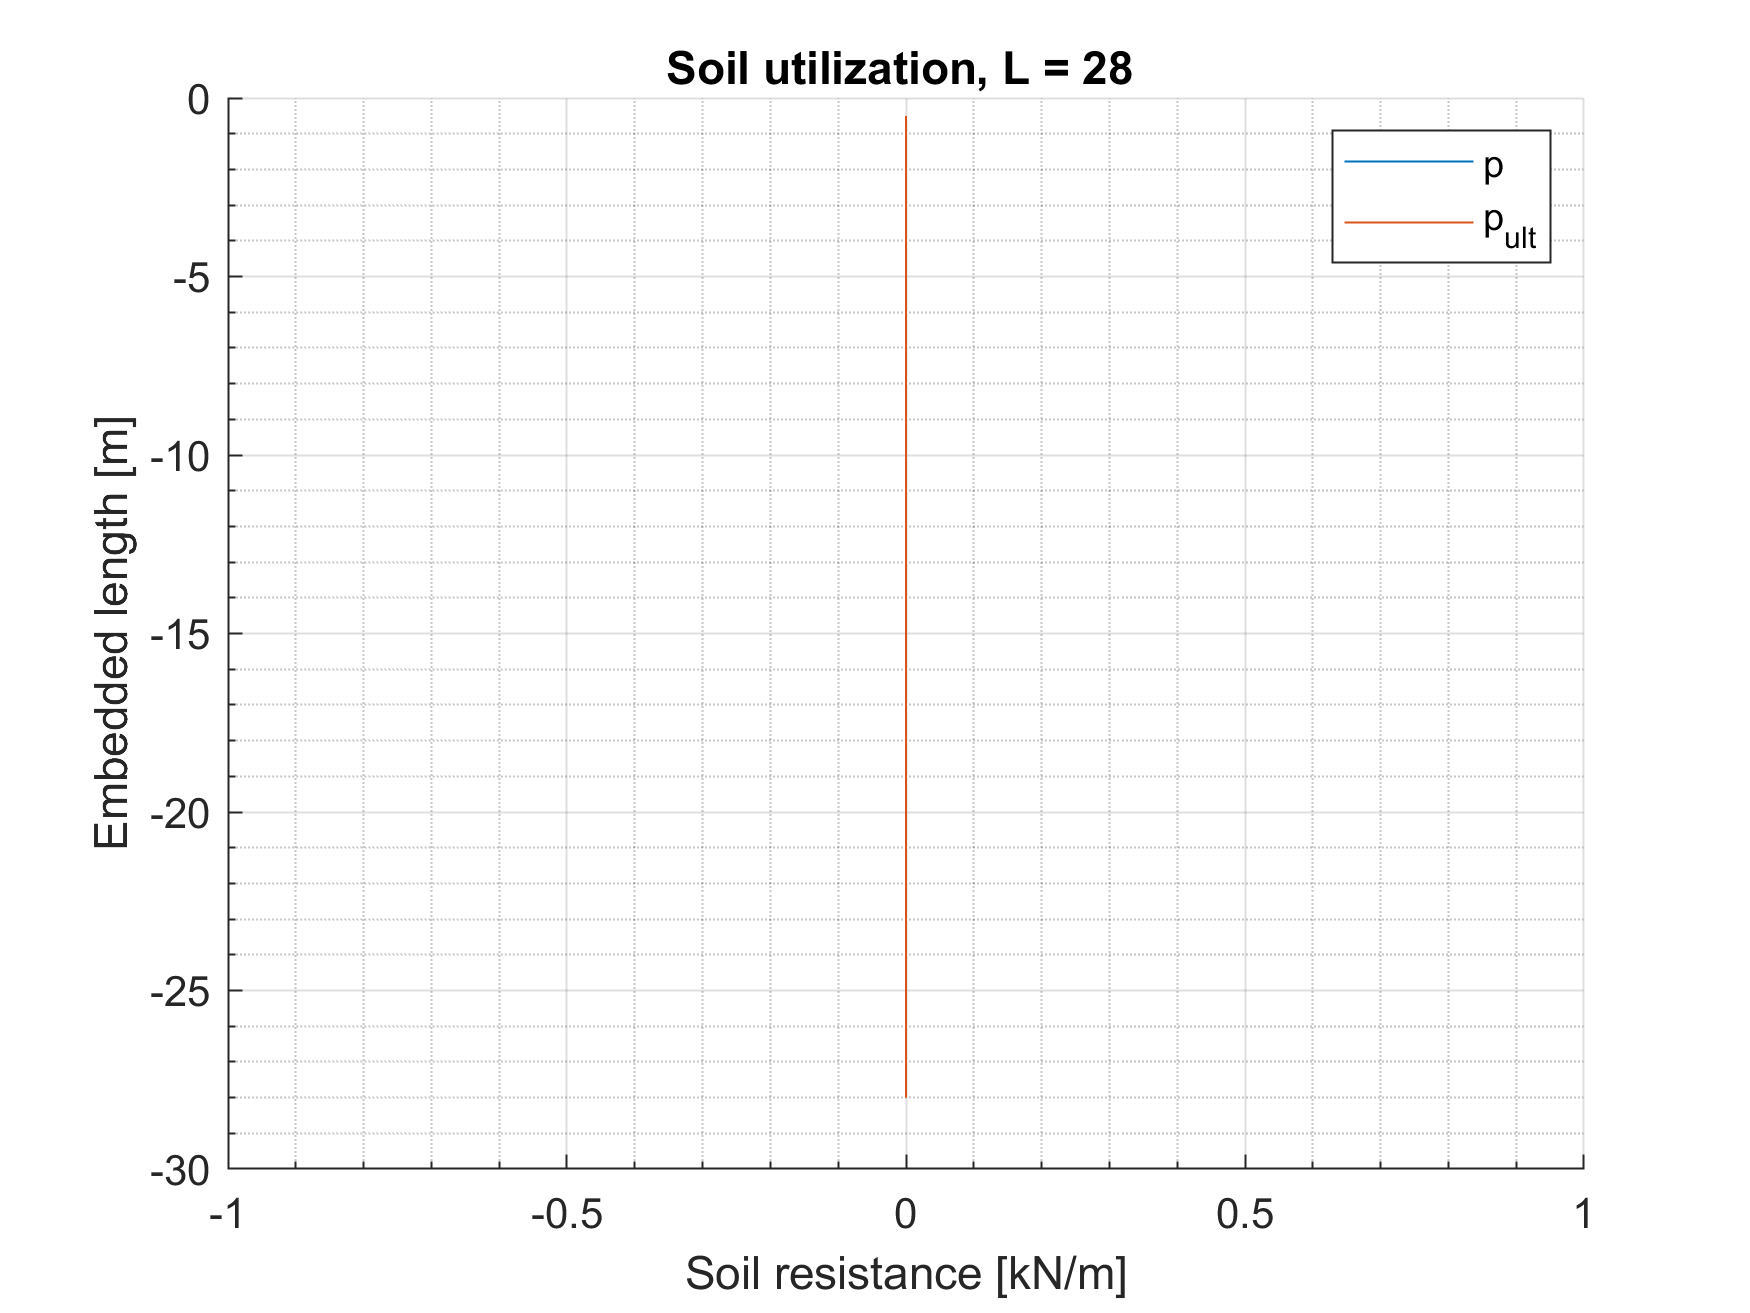 Soil utilization, L = 28
0
-5
-10
-15
-20
-25
-30
Embedded length [m]
p
p_ult
-1
-0.5
0
0.5
1
Soil resistance [kN/m]